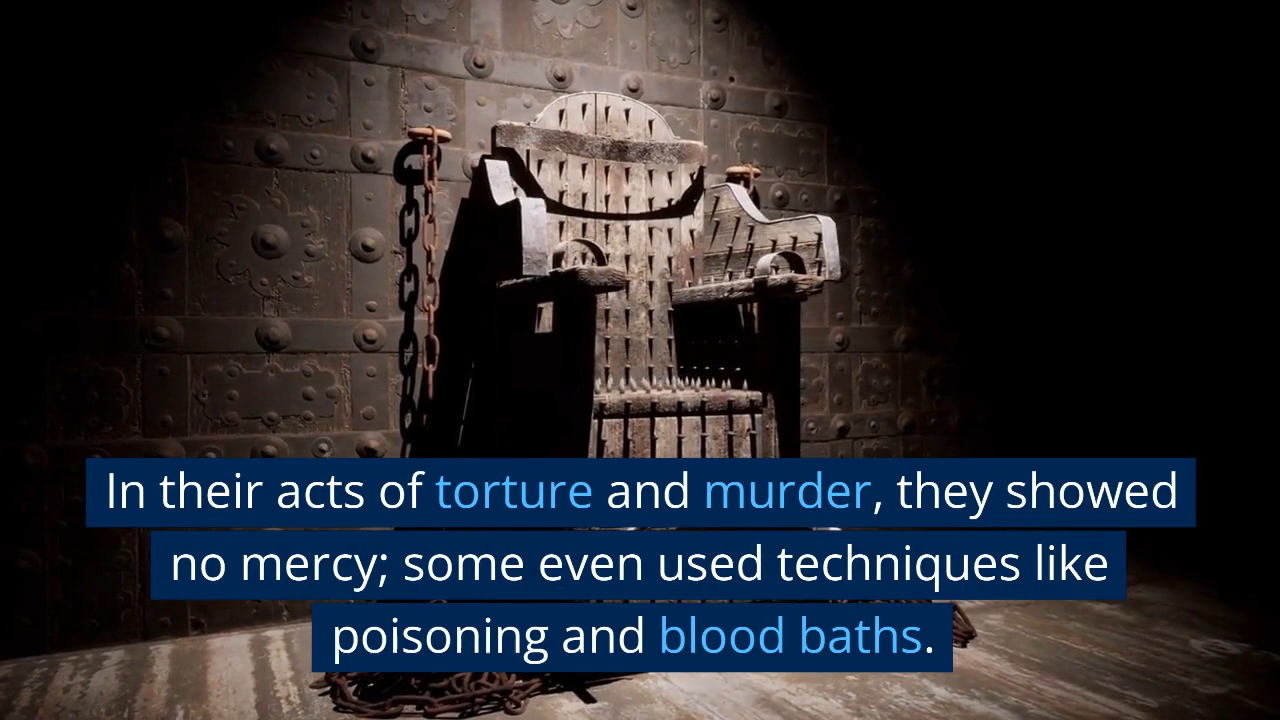 In their acts of torture and murder, they showed
no mercy; some even used techniques like
poisoning and blood baths.